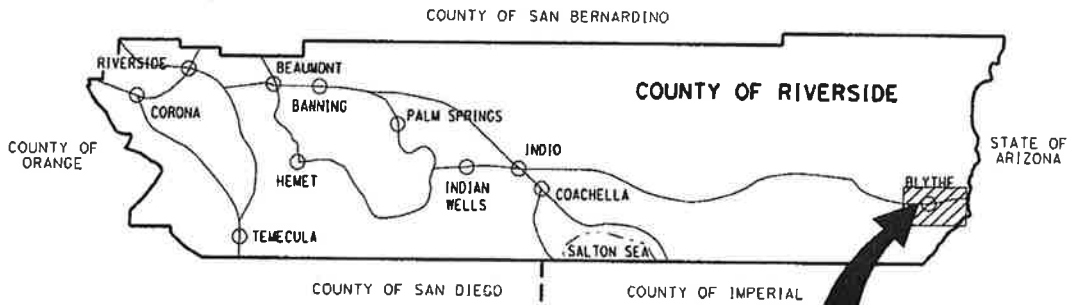 COUNTY OF SAN BERNARDINO
RIVERSIDE
BEAUMONT
COUNTY OF RIVERSIDE
BANNING
CORONA
PALM SPRINGS
COUNTY OF
ORANGE
INDIO
STATE OF
ARIZONA
HEMET
INDIAN
WELLS
COACHELLA
BLYTHE
TEMECULA
SALTON SEA
COUNTY OF SAN DIEGO
COUNTY OF IMPERIAL